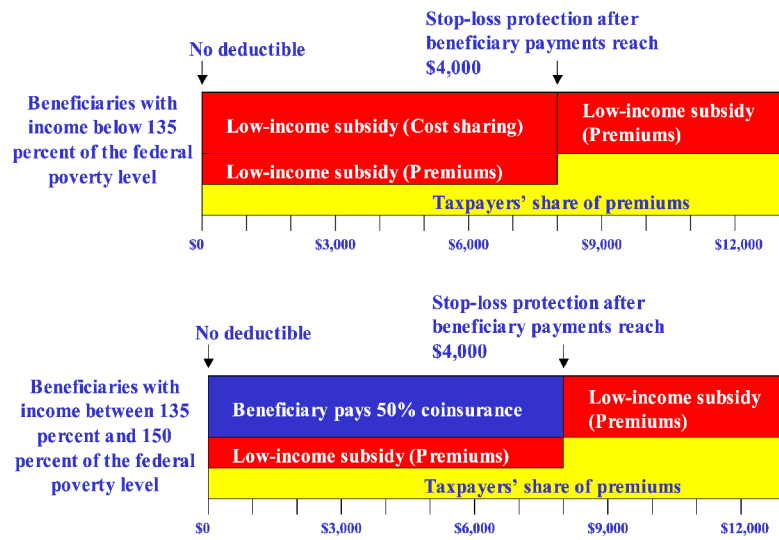 Stop-loss protection after
beneficiary payments reach
$4,000
No deductible
Beneficiaries with
income below 135
percent of the federal
poverty level
Low-income subsidy (Cost sharing)
Low-income subsidy
(Premiums)
Low-income subsidy (Premiums)
Taxpayers’ share of premiums
$0 $3,000 $6,000 $9,000 $12,000
Stop-loss protection after
beneficiary payments reach
$4,000
No deductible
Beneficiaries with
income between 135
percent and 150
percent of the federal
poverty level
Beneficiary pays 50% coinsurance
Low-income subsidy
(Premiums)
Low-income subsidy (Premiums)
Taxpayers’ share of premiums
$0 $3,000 $6,000 $9,000 $12,000